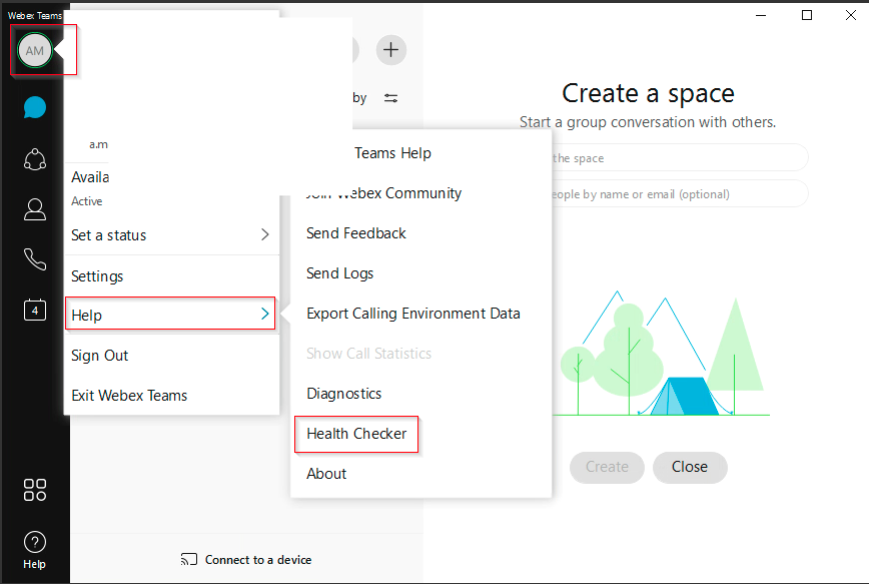 Webex Teams
AM
by
a.m
Availa
Active
Set a status
Settings
Help
Sign Out
Exit Webex Teams
Teams Help
Join Webex Community
Send Feedback
Send Logs
Export Calling Environment Data
Show Call Statistics
Diagnostics
Health Checker
About
Create a space
Start a group conversation with others.
the space
eople by name or email (optional)
Create
Close
4
Help
Connect to a device